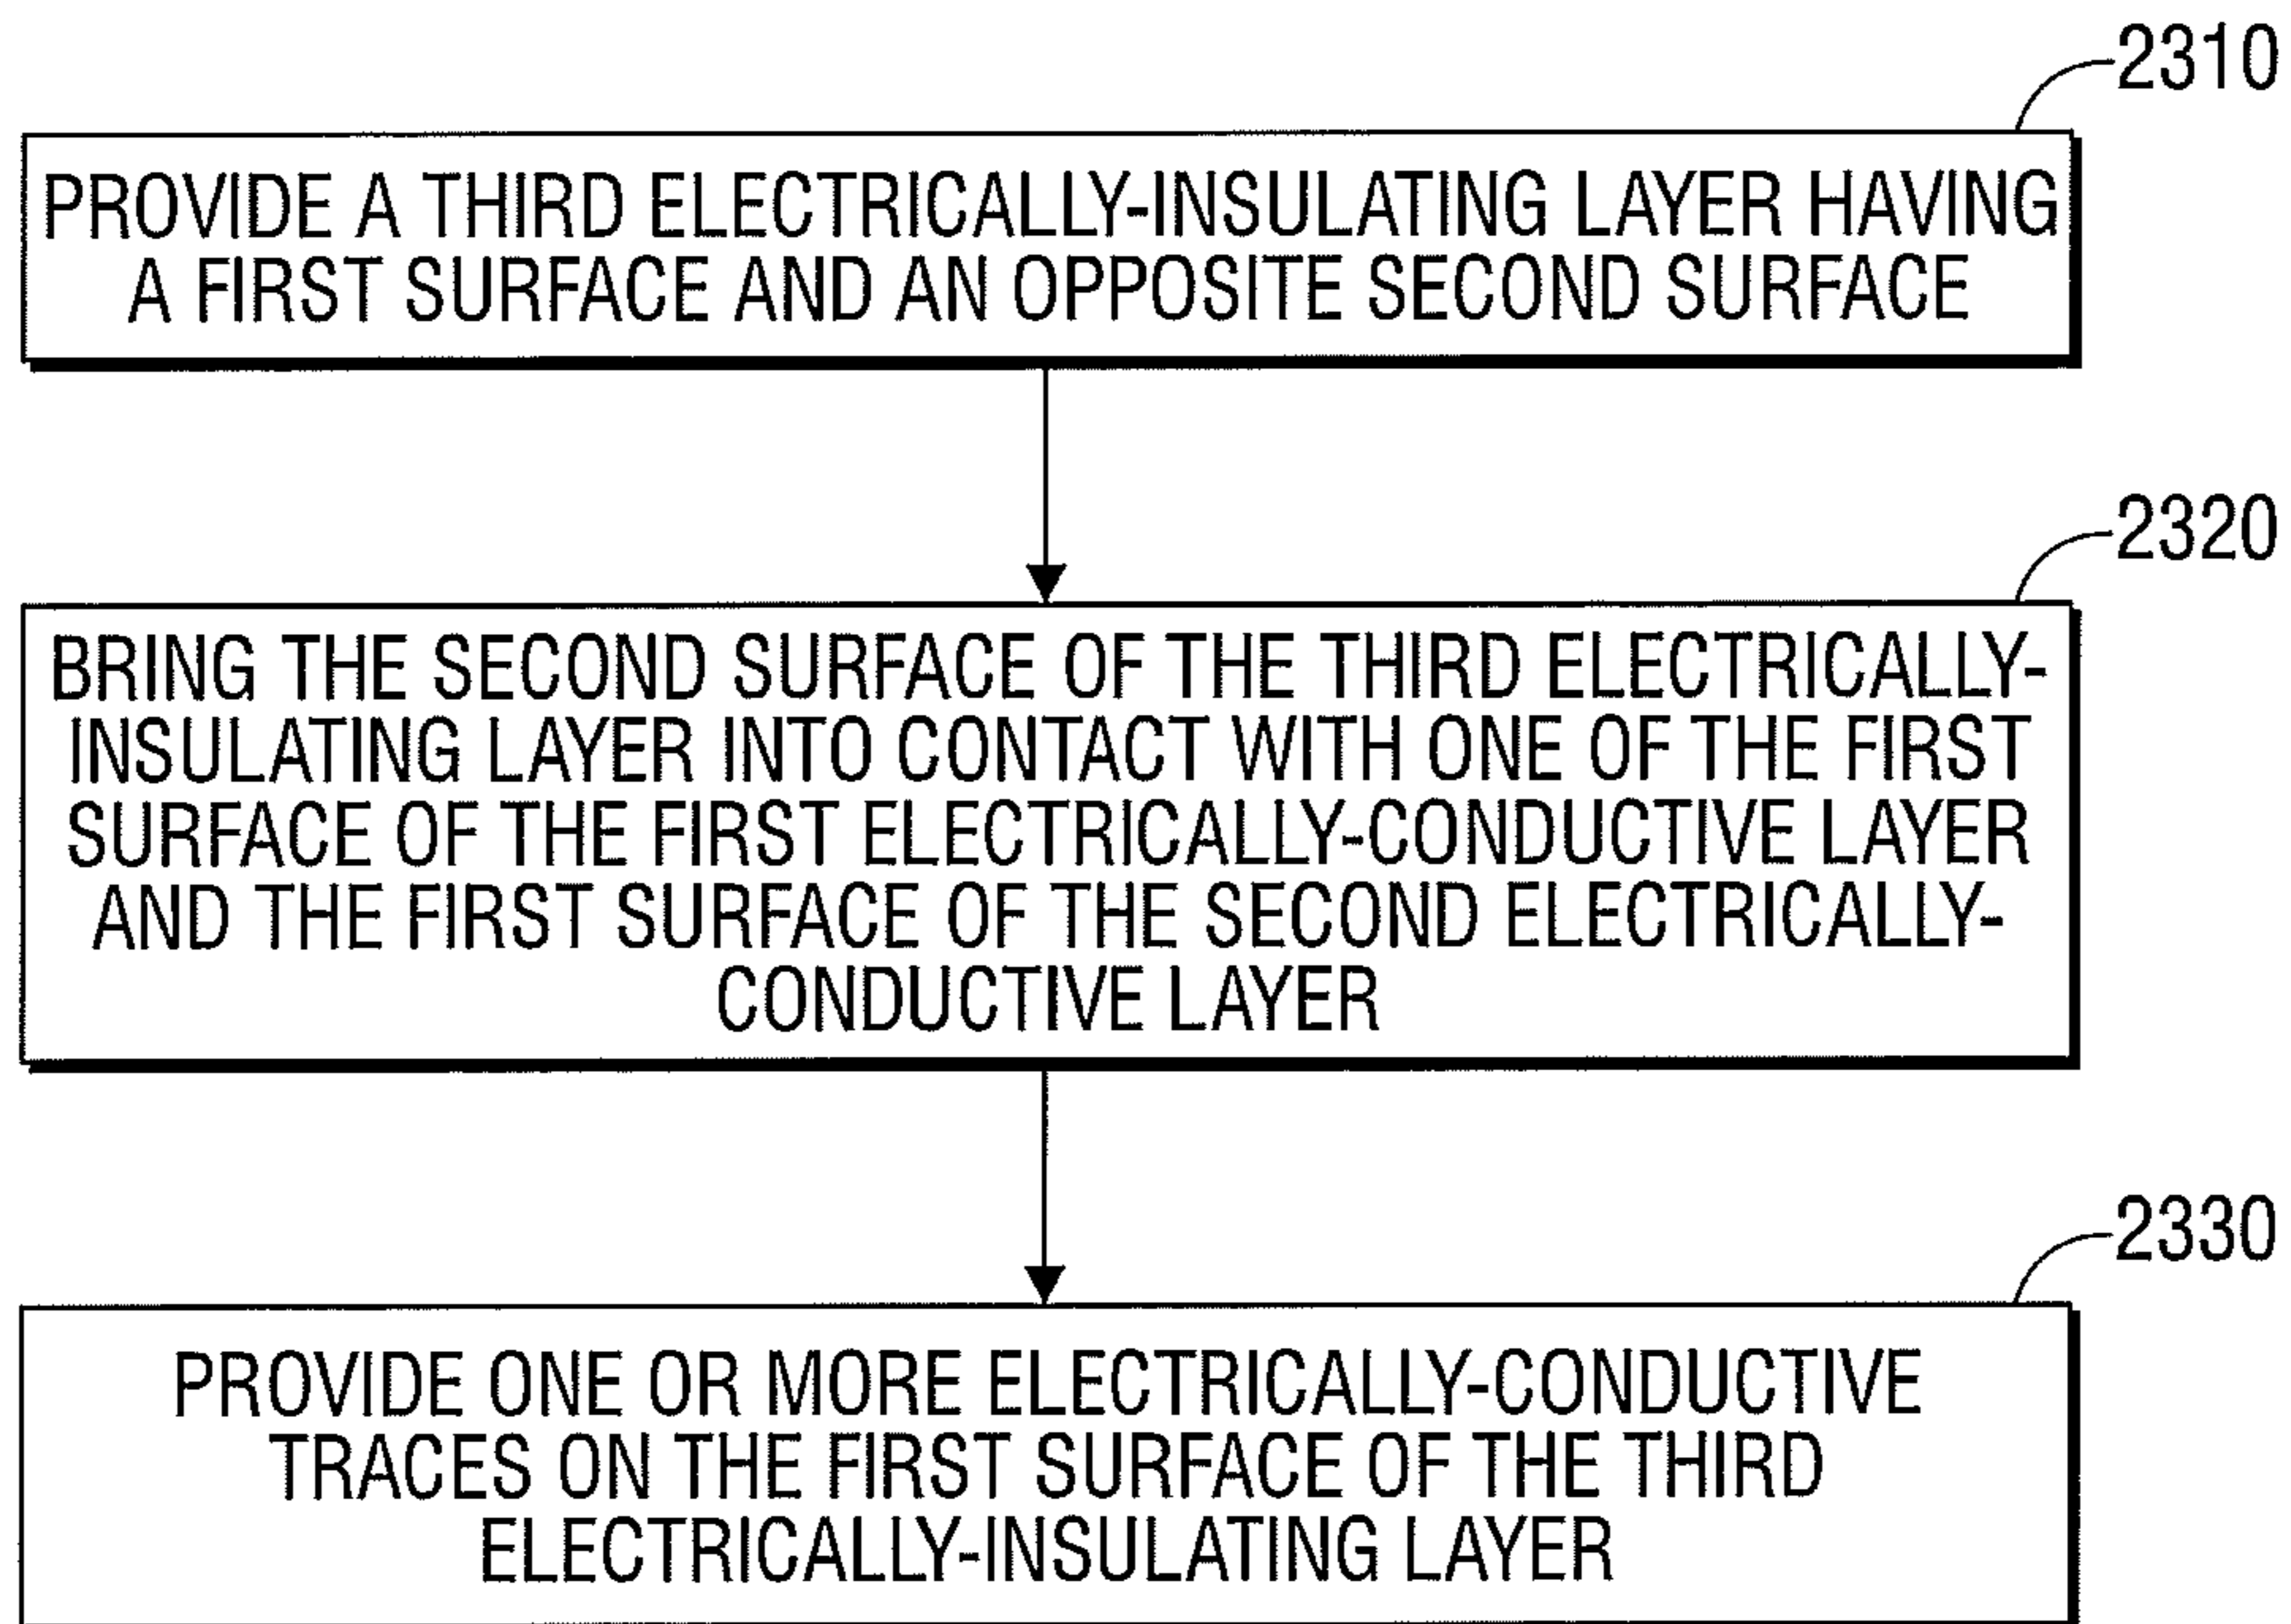 2310
PROVIDE A THIRD ELECTRICALLY-INSULATING LAYER HAVING
A FIRST SURFACE AND AN OPPOSITE SECOND SURFACE
2320
BRING THE SECOND SURFACE OF THE THIRD ELECTRICALLY-
INSULATING LAYER INTO CONTACT WITH ONE OF THE FIRST
SURFACE OF THE FIRST ELECTRICALLY-CONDUCTIVE LAYER
AND THE FIRST SURFACE OF THE SECOND ELECTRICALLY-
CONDUCTIVE LAYER
2330
PROVIDE ONE OR MORE ELECTRICALLY-CONDUCTIVE
TRACES ON THE FIRST SURFACE OF THE THIRD
ELECTRICALLY-INSULATING LAYER